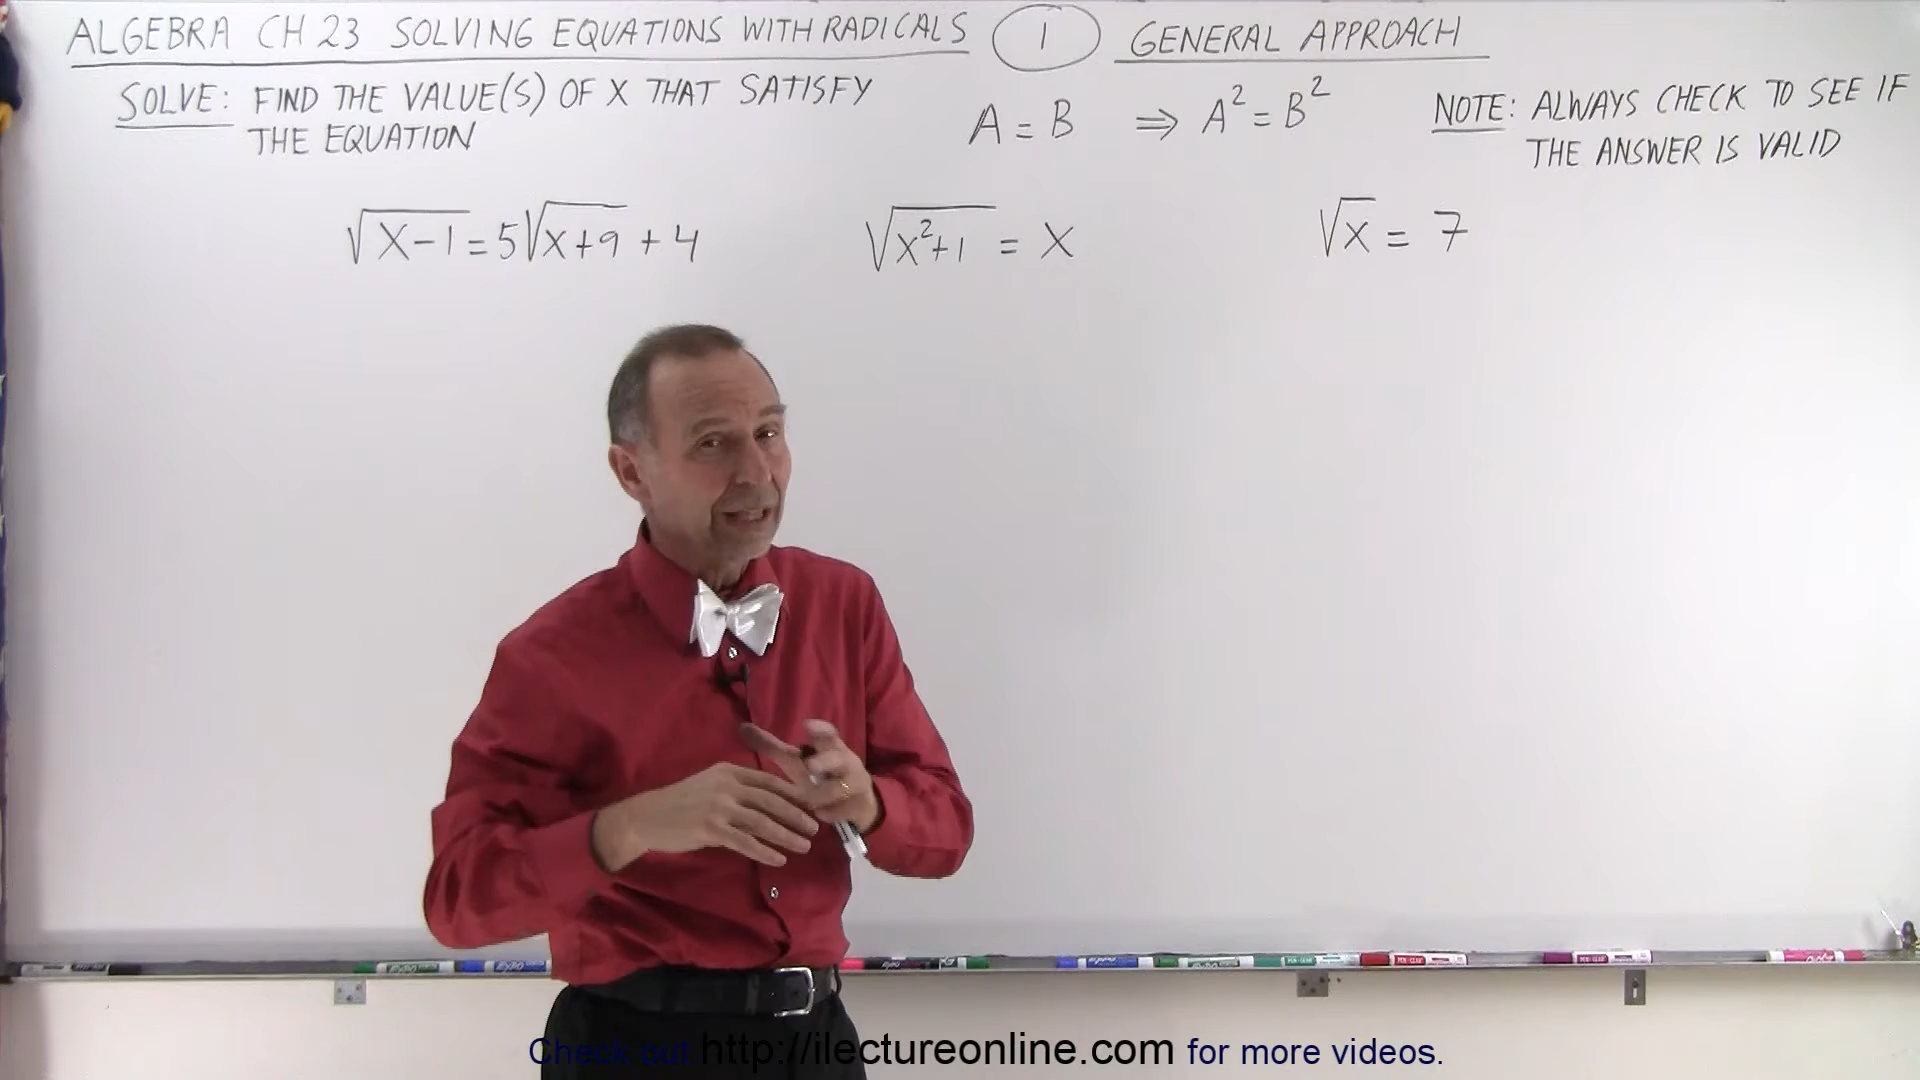 ALGEBRA CH 23 SOLVING EQUATIONS WITH RADICALS 1 GENERAL APPROACH
SOLVE: FIND THE VALUE(S) OF X THAT SATISFY
THE EQUATION
A = B ⇒ A² = B²
NOTE: ALWAYS CHECK TO SEE IF
THE ANSWER IS VALID
√(X-1) = 5√(X+9) + 4
√(X²+1) = X
√X = 7
EXPO
Check out http://ilectureonline.com for more videos.